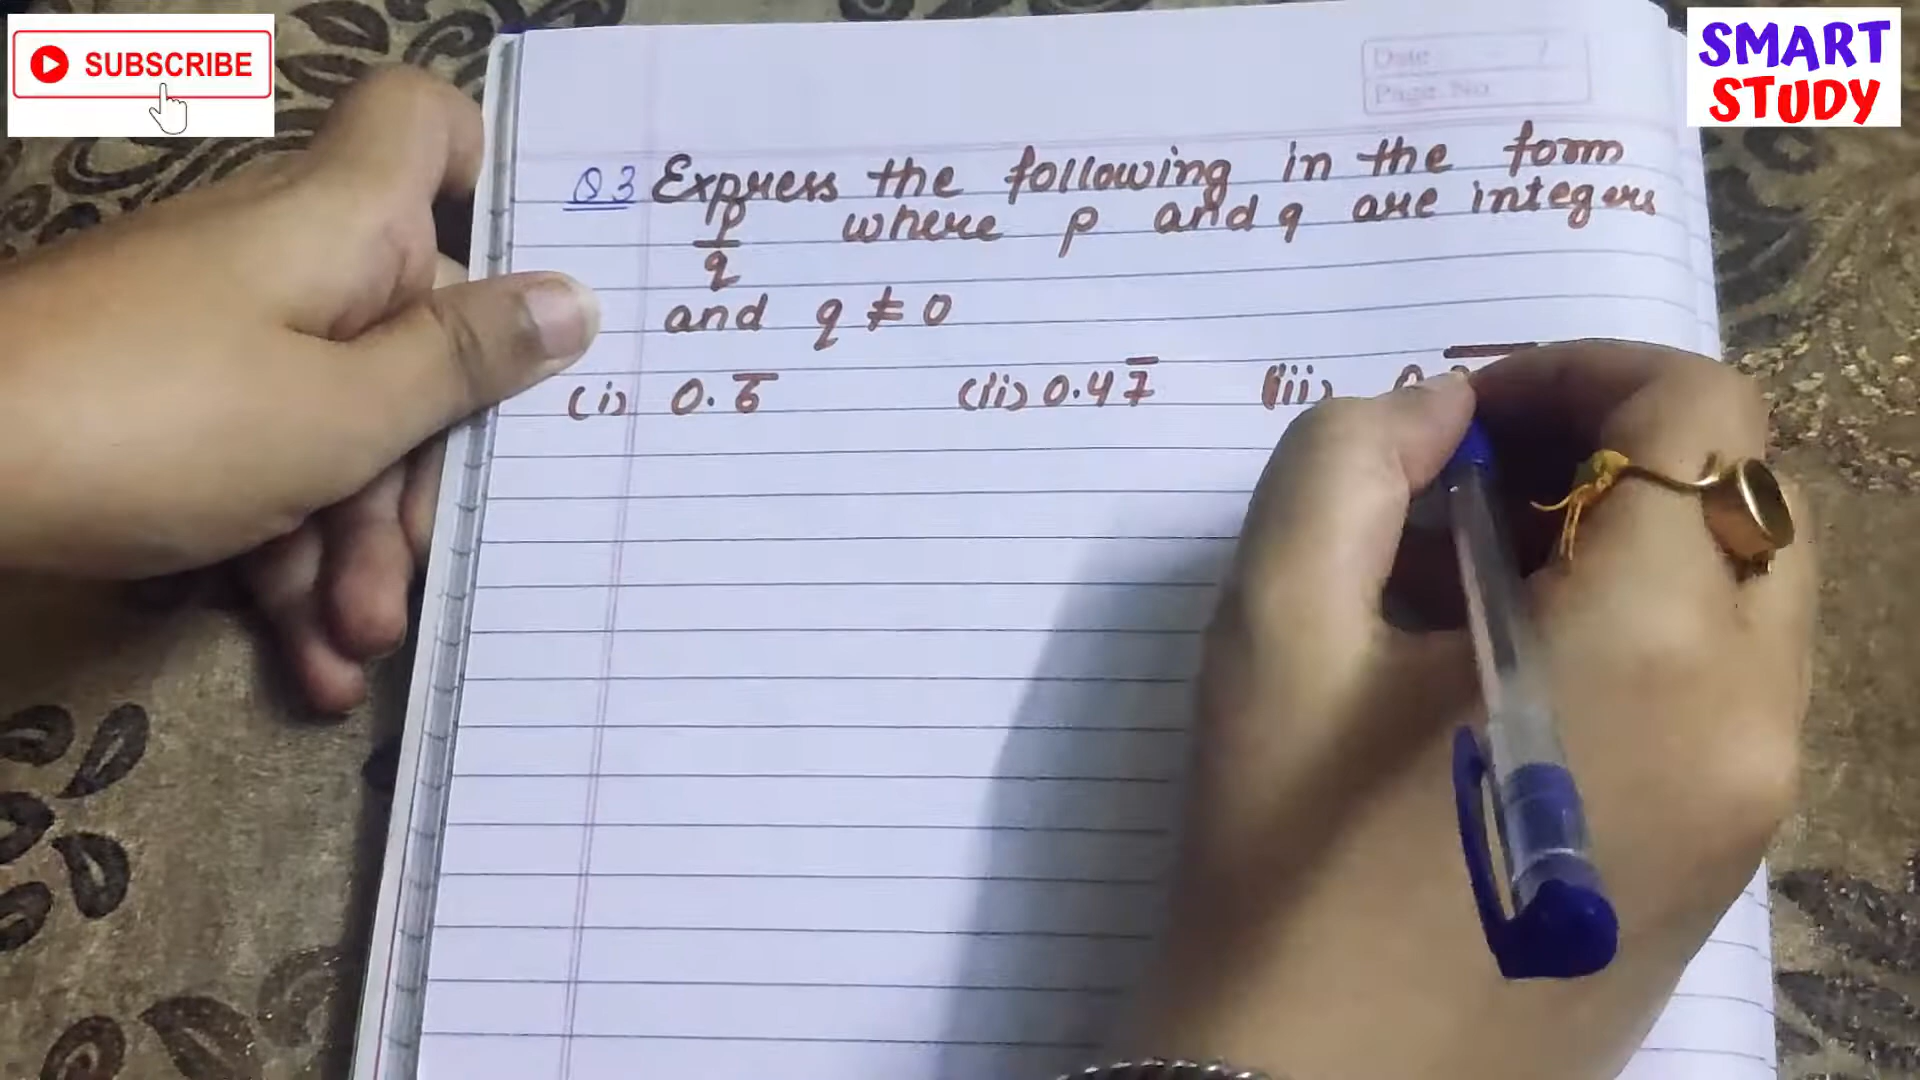 SUBSCRIBE
SMART
STUDY
Date
Page No
Q3 Express the following in the form
p/q where p and q are integers
and q ≠ 0
(i) 0.6̅ (ii) 0.47̅ (iii) 0.